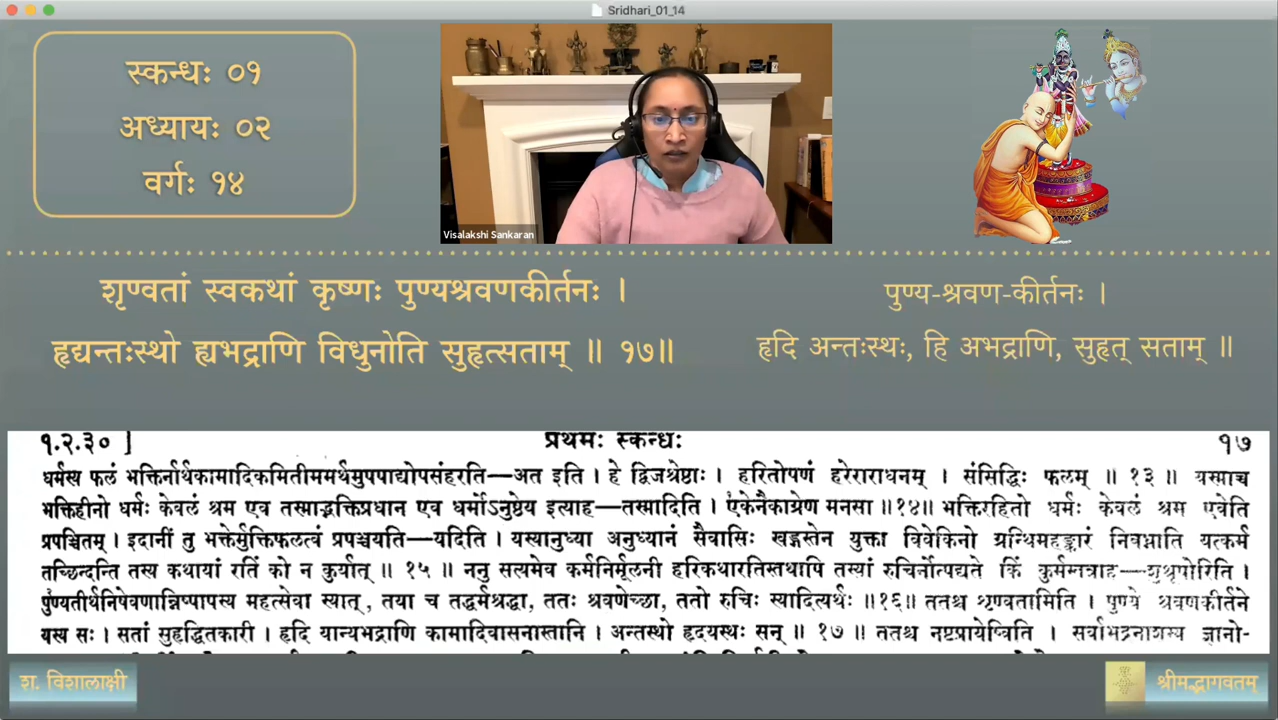 Sridhari_01_14
स्कन्धः ०१
अध्यायः ०२
वर्गः १४
Visalakshi Sankaran
शृण्वतां स्वकथां कृष्णः पुण्यश्रवणकीर्तनः ।
हृद्यन्तःस्थो ह्यभद्राणि विधुनोति सुहृत्सताम् ॥ १७॥
पुण्य-श्रवण-कीर्तनः ।
हृदि अन्तःस्थः, हि अभद्राणि, सुहृत् सताम् ॥
१.२.३० ] प्रथमः स्कन्धः १७
धर्मस्य फलं भक्तिर्नार्थकामादिकमितीममर्थमुपपाद्योपसंहरति—अत इति । हे द्विजश्रेष्ठाः । हरितोषणं हरेराराधनम् । संसिद्धिः फलम् ॥ १३ ॥ यस्माच्च
भक्तिहीनो धर्मः केवलं श्रम एव तस्माद्भक्तिप्रधान एव धर्मोऽनुष्ठेय इत्याह—तस्मादिति । एकेनैकाग्रेण मनसा ॥१४॥ भक्तिरहितो धर्मः केवलं श्रम एवेति
प्रपञ्चितम् । इदानीं तु भक्तेर्मुक्तिफलत्वं प्रपञ्चयति—यदिति । यस्यानुध्या अनुध्यानं सैवासिः खड्गस्तेन युक्ता विवेकिनो ग्रन्थिमहङ्कारं निबध्नाति यत्कर्म
तच्छिन्दन्ति तस्य कथायां रतिं को न कुर्यात् ॥ १५ ॥ ननु सत्यमेव कर्मनिर्मूलनी हरिकथारतिस्तथापि तस्यां रुचिर्नोत्पद्यते किं कुर्मस्तत्राह—शुश्रूषोरिति ।
पुण्यतीर्थनिषेवणान्निष्पापस्य महत्सेवा स्यात्, तया च तद्धर्मश्रद्धा, ततः श्रवणेच्छा, ततो रुचिः स्यादित्यर्थः ॥१६॥ ततश्च शृण्वतामिति । पुण्ये श्रवणकीर्तने
यस्य सः । सतां सुहृद्धितकारी । हृदि यान्यभद्राणि कामादिवासनास्तानि । अन्तस्थो हृदयस्थः सन् ॥ १७ ॥ ततश्च नष्टप्रायेष्विति । सर्वाभद्रनाशस्य ज्ञानो-
श. विशालाक्षी
श्रीमद्भागवतम्